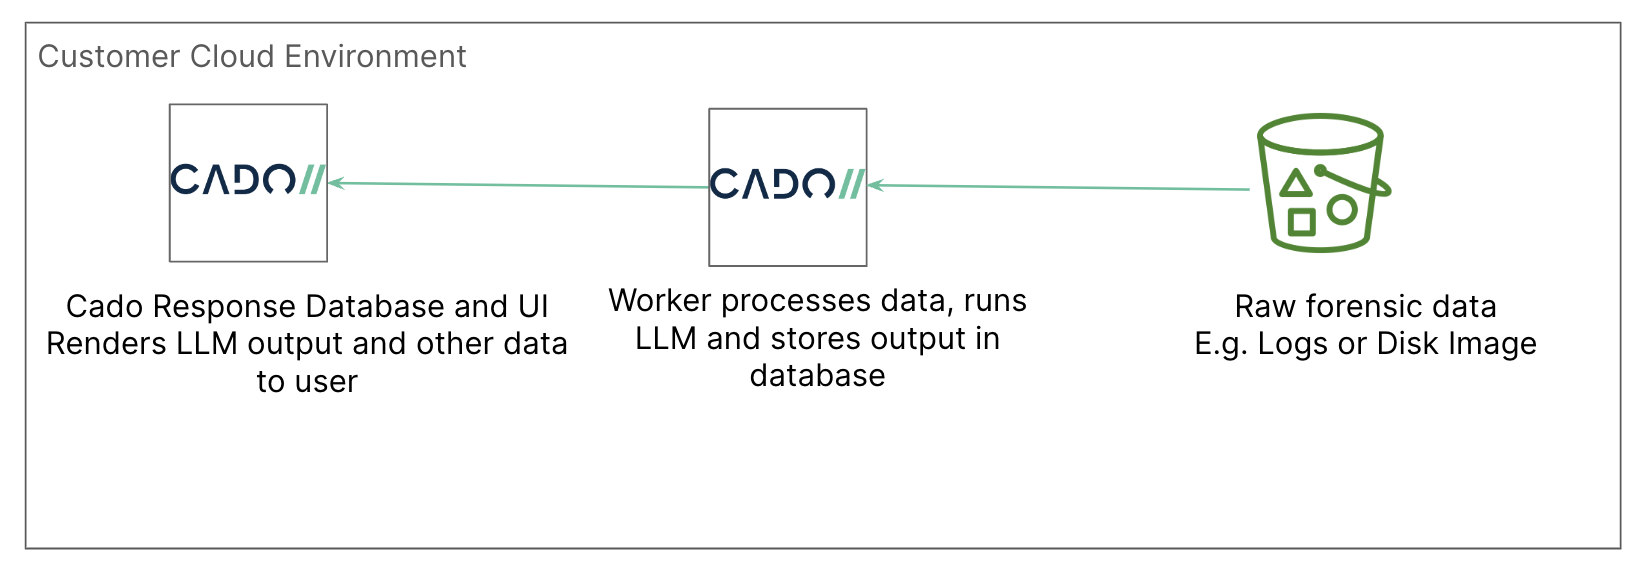 Customer Cloud Environment
CADO//
Cado Response Database and UI
Renders LLM output and other data
to user
CADO//
Worker processes data, runs
LLM and stores output in
database
Raw forensic data
E.g. Logs or Disk Image